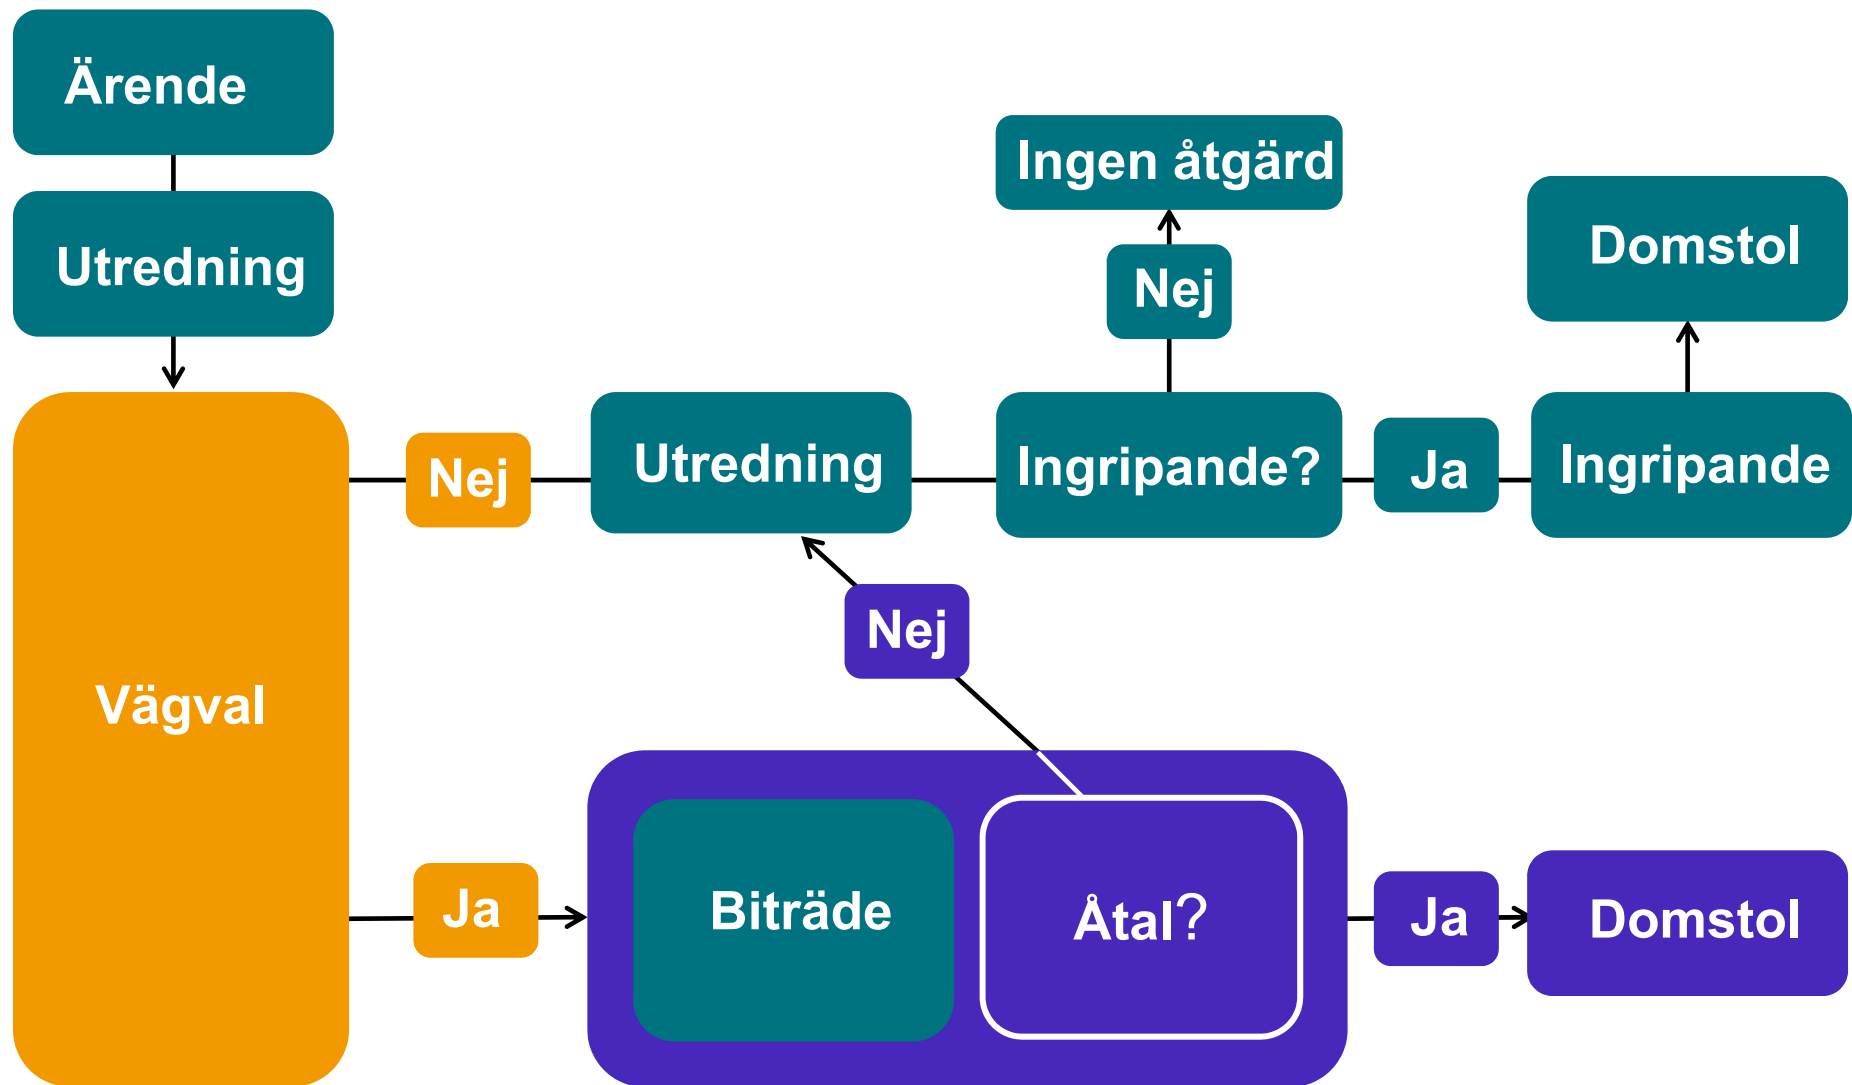 Ärende
Utredning
Ingen åtgärd
Nej
Domstol
Vägval
Nej
Utredning
Ingripande?
Ja
Ingripande
Nej
Ja
Biträde
Åtal?
Ja
Domstol